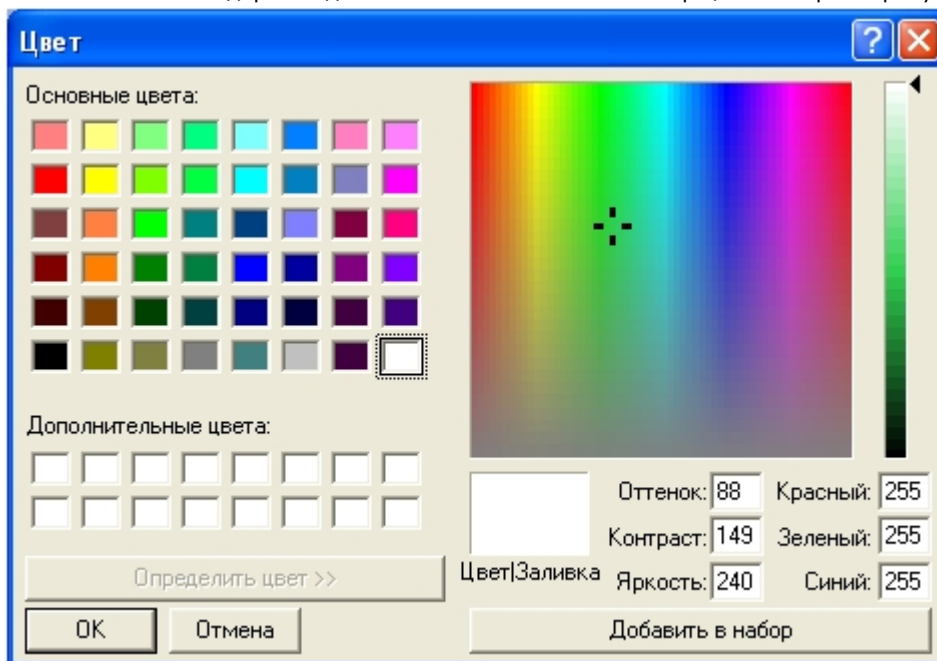 Цвет
Основные цвета:
Дополнительные цвета:
Определить цвет >>
OK
Отмена
Оттенок: 88
Красный: 255
Контраст: 149
Зеленый: 255
Цвет|Заливка
Яркость: 240
Синий: 255
Добавить в набор